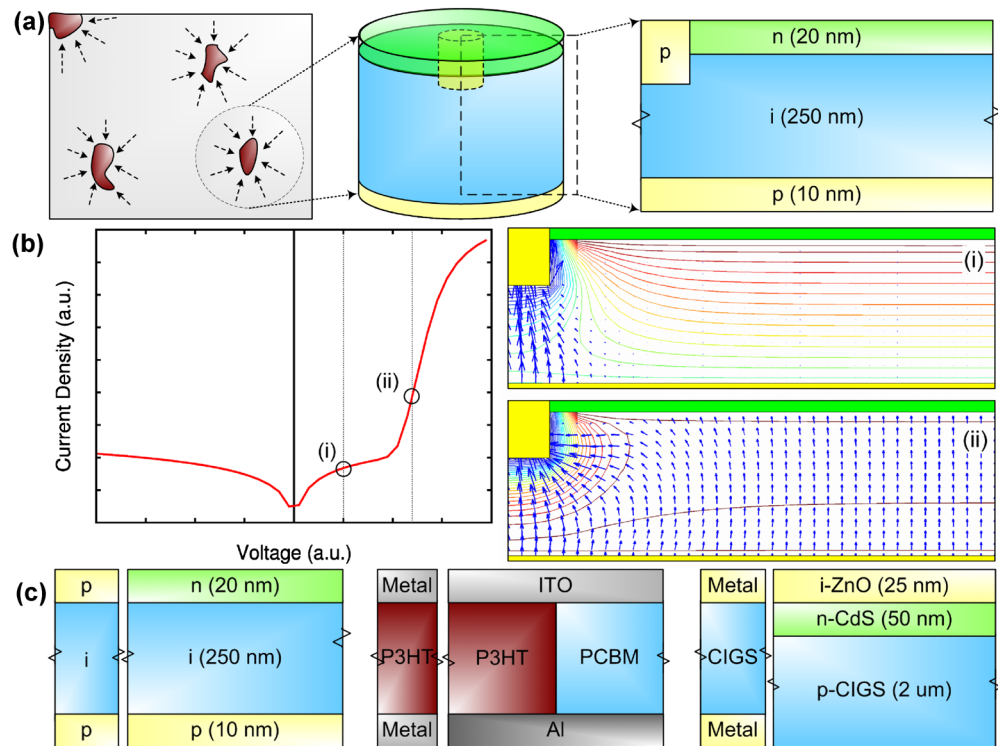 (a)
n (20 nm)
p
i (250 nm)
p (10 nm)
(b)
Current Density (a.u.)
(i)
(ii)
Voltage (a.u.)
(i)
(ii)
(c)
p
i
p
n (20 nm)
i (250 nm)
p (10 nm)
Metal
P3HT
Metal
ITO
P3HT
PCBM
Al
Metal
CIGS
Metal
i-ZnO (25 nm)
n-CdS (50 nm)
p-CIGS (2 um)